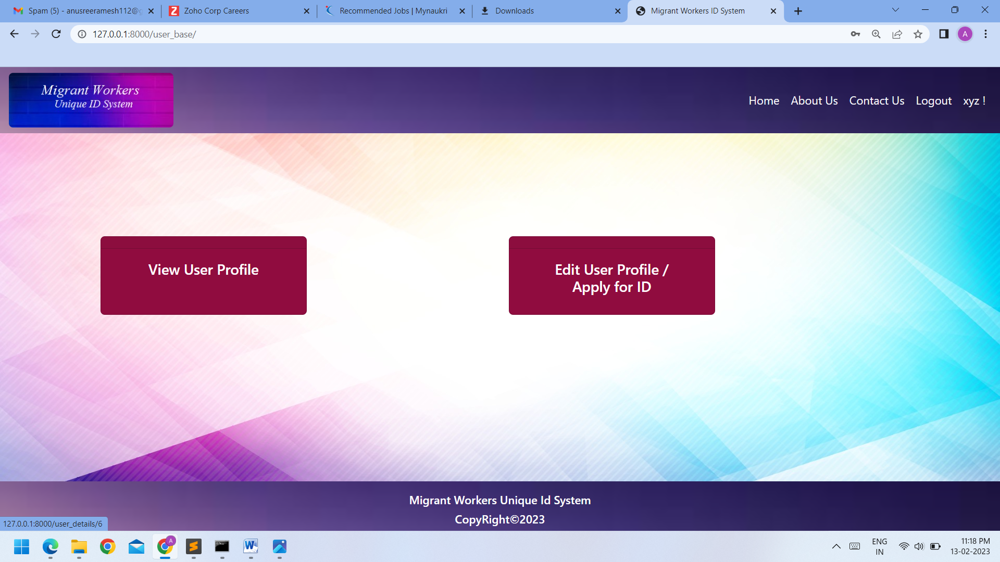 Spam (5) - anusreeramesh112@g
Zoho Corp Careers
Recommended Jobs | Mynaukri
Downloads
Migrant Workers ID System
127.0.0.1:8000/user_base/
A
Migrant Workers
Unique ID System
Home
About Us
Contact Us
Logout
xyz !
View User Profile
Edit User Profile /
Apply for ID
Migrant Workers Unique Id System
CopyRight©2023
127.0.0.1:8000/user_details/6
ENG
IN
11:18 PM
13-02-2023